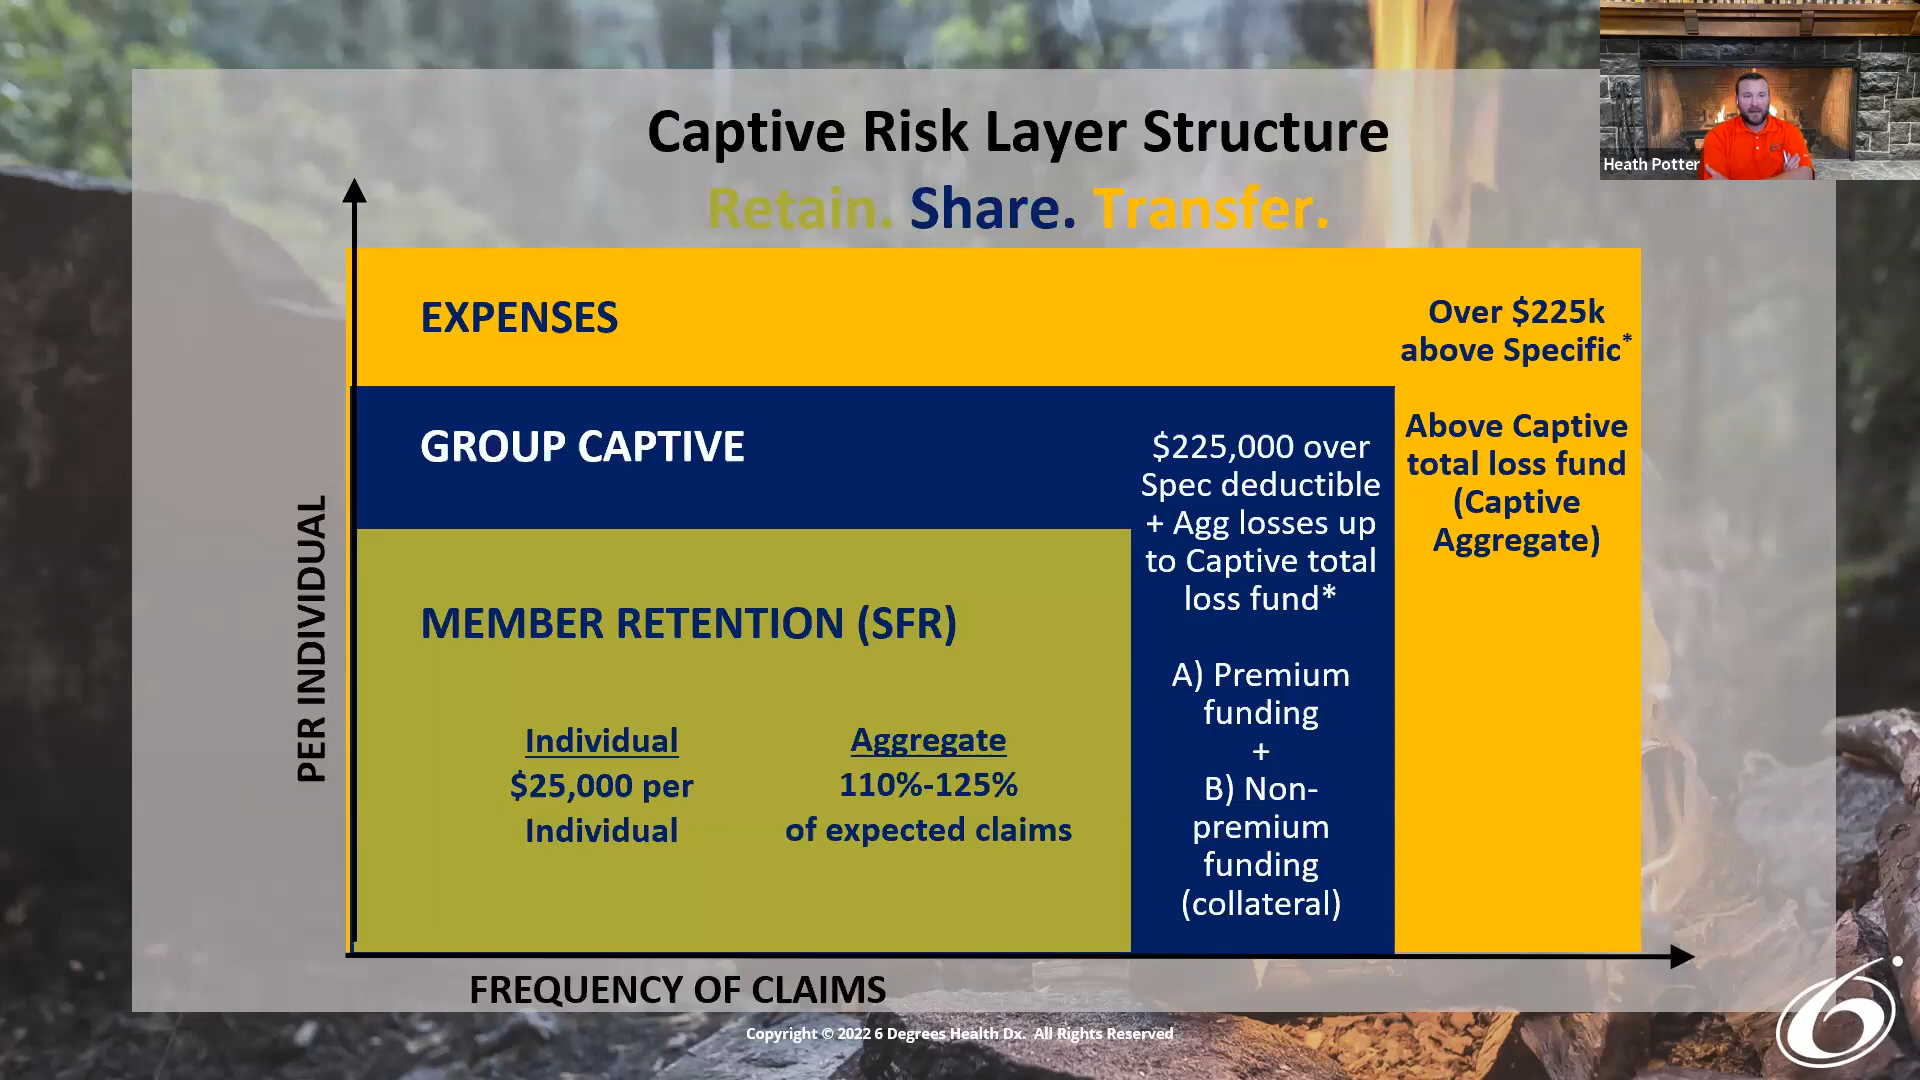 Captive Risk Layer Structure
Retain. Share. Transfer.
Heath Potter
EXPENSES
Over $225k
above Specific*
GROUP CAPTIVE
$225,000 over
Spec deductible
+ Agg losses up
to Captive total
loss fund*
A) Premium
funding
+
B) Non-
premium
funding
(collateral)
Above Captive
total loss fund
(Captive
Aggregate)
MEMBER RETENTION (SFR)
Individual
$25,000 per
Individual
Aggregate
110%-125%
of expected claims
PER INDIVIDUAL
FREQUENCY OF CLAIMS
Copyright © 2022 6 Degrees Health Dx. All Rights Reserved
6